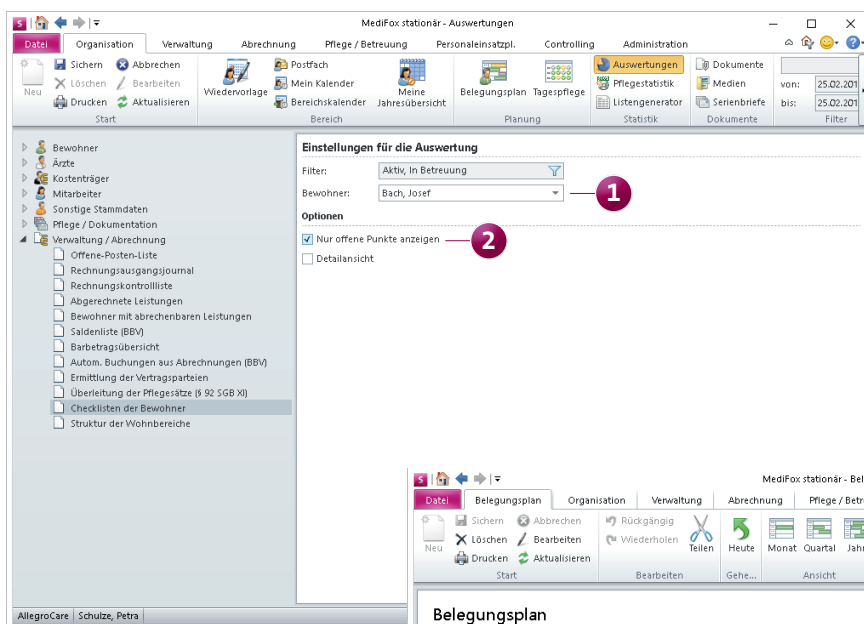 MediFox stationär - Auswertungen
Datei Organisation Verwaltung Abrechnung Pflege / Betreuung Personaleinsatzpl. Controlling Administration
Neu
Sichern Abbrechen
Löschen Bearbeiten
Drucken Aktualisieren
Start
Wiedervorlage
Postfach
Mein Kalender
Bereichskalender
Meine Jahresübersicht
Bereich
Belegungsplan Tagespflege
Planung
Auswertungen
Pflegestatistik
Listengenerator
Statistik
Dokumente
Medien
Serienbriefe
Dokumente
von: 25.02.201
bis: 25.02.201
Filter
Bewohner
Ärzte
Kostenträger
Mitarbeiter
Sonstige Stammdaten
Pflege / Dokumentation
Verwaltung / Abrechnung
Offene-Posten-Liste
Rechnungsausgangsjournal
Rechnungskontrollliste
Abgerechnete Leistungen
Bewohner mit abrechenbaren Leistungen
Saldenliste (BBV)
Barbetragsübersicht
Autom. Buchungen aus Abrechnungen (BBV)
Ermittlung der Vertragsparteien
Überleitung der Pflegesätze (§ 92 SGB XI)
Checklisten der Bewohner
Struktur der Wohnbereiche
Einstellungen für die Auswertung
Filter: Aktiv, In Betreuung
Bewohner: Bach, Josef
1
Optionen
Nur offene Punkte anzeigen
2
Detailansicht
MediFox stationär - Bel
Datei Belegungsplan Organisation Verwaltung Abrechnung Pflege / Betr
Neu
Sichern Abbrechen
Löschen Bearbeiten
Drucken Aktualisieren
Start
Rückgängig
Wiederholen
Teilen
Bearbeiten
Heute
Gehe...
Monat Quartal Jahr
Ansicht
Belegungsplan
AllegroCare Schulze, Petra